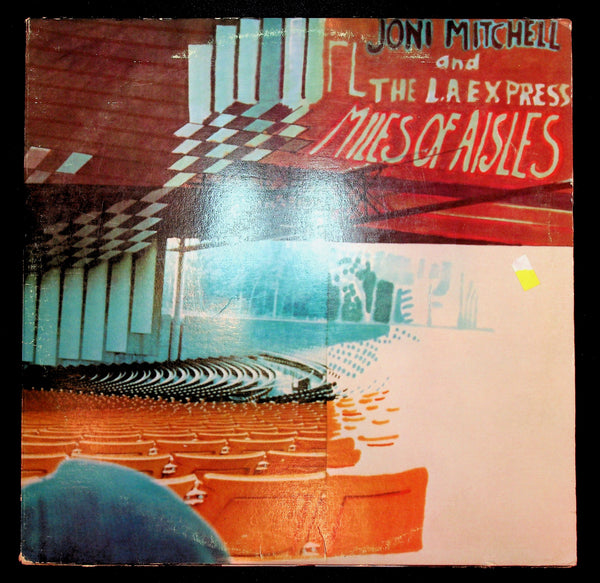 JONI MITCHELL
and
THE L.A EXPRESS
MILES OF AISLES